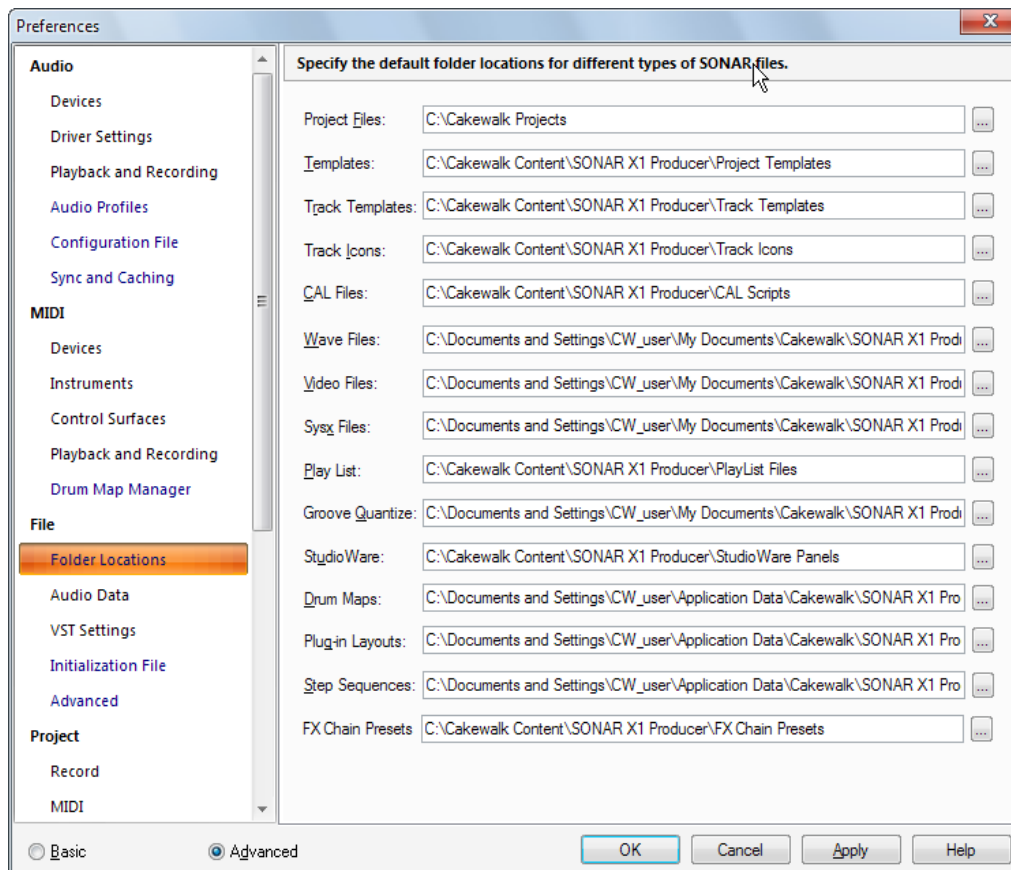 Preferences
Audio
Devices
Driver Settings
Playback and Recording
Audio Profiles
Configuration File
Sync and Caching
MIDI
Devices
Instruments
Control Surfaces
Playback and Recording
Drum Map Manager
File
Folder Locations
Audio Data
VST Settings
Initialization File
Advanced
Project
Record
MIDI
Specify the default folder locations for different types of SONAR files.
Project Files: C:\Cakewalk Projects ...
Templates: C:\Cakewalk Content\SONAR X1 Producer\Project Templates ...
Track Templates: C:\Cakewalk Content\SONAR X1 Producer\Track Templates ...
Track Icons: C:\Cakewalk Content\SONAR X1 Producer\Track Icons ...
CAL Files: C:\Cakewalk Content\SONAR X1 Producer\CAL Scripts ...
Wave Files: C:\Documents and Settings\CW_user\My Documents\Cakewalk\SONAR X1 Prod ...
Video Files: C:\Documents and Settings\CW_user\My Documents\Cakewalk\SONAR X1 Prod ...
Sysx Files: C:\Documents and Settings\CW_user\My Documents\Cakewalk\SONAR X1 Prod ...
Play List: C:\Cakewalk Content\SONAR X1 Producer\PlayList Files ...
Groove Quantize: C:\Documents and Settings\CW_user\My Documents\Cakewalk\SONAR X1 Prod ...
StudioWare: C:\Cakewalk Content\SONAR X1 Producer\StudioWare Panels ...
Drum Maps: C:\Documents and Settings\CW_user\Application Data\Cakewalk\SONAR X1 Pro ...
Plug-in Layouts: C:\Documents and Settings\CW_user\Application Data\Cakewalk\SONAR X1 Pro ...
Step Sequences: C:\Documents and Settings\CW_user\Application Data\Cakewalk\SONAR X1 Pro ...
FX Chain Presets C:\Cakewalk Content\SONAR X1 Producer\FX Chain Presets ...
Basic
Advanced
OK
Cancel
Apply
Help